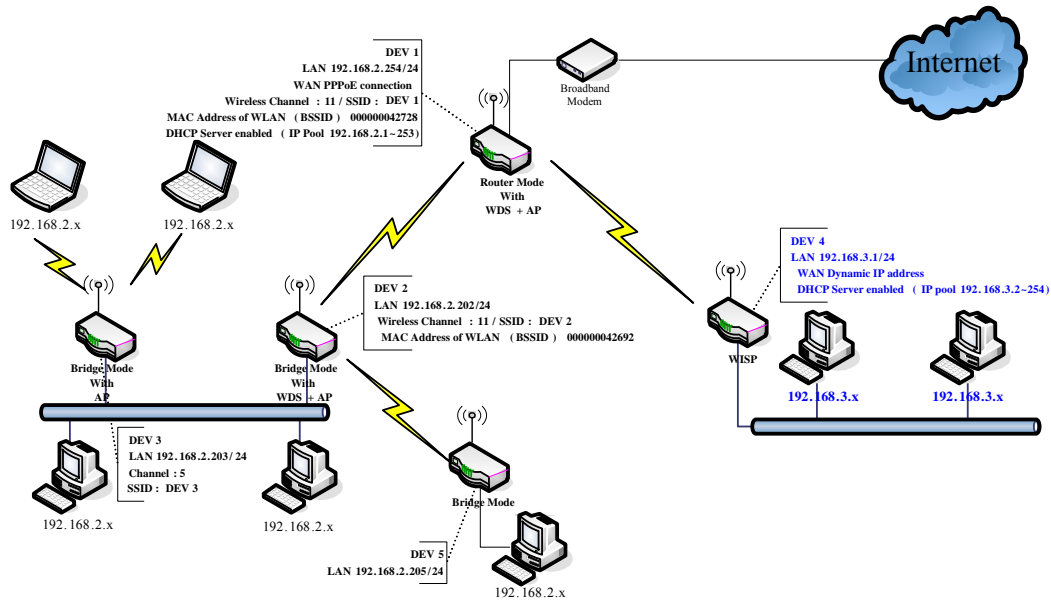 DEV 1
LAN 192.168.2.254/24
WAN PPPoE connection
Wireless Channel : 11 / SSID : DEV 1
MAC Address of WLAN ( BSSID ) 000000042728
DHCP Server enabled ( IP Pool 192.168.2.1~253)
Broadband
Modem
Internet
Router Mode
With
WDS + AP
192.168.2.x
192.168.2.x
DEV 4
LAN 192.168.3.1/24
WAN Dynamic IP address
DHCP Server enabled ( IP pool 192.168.3.2~254)
DEV 2
LAN 192.168.2.202/24
Wireless Channel : 11 / SSID : DEV 2
MAC Address of WLAN ( BSSID ) 000000042692
Bridge Mode
With
AP
Bridge Mode
With
WDS + AP
WISP
192.168.3.x
192.168.3.x
DEV 3
LAN 192.168.2.203/24
Channel : 5
SSID : DEV 3
192.168.2.x
192.168.2.x
Bridge Mode
DEV 5
LAN 192.168.2.205/24
192.168.2.x